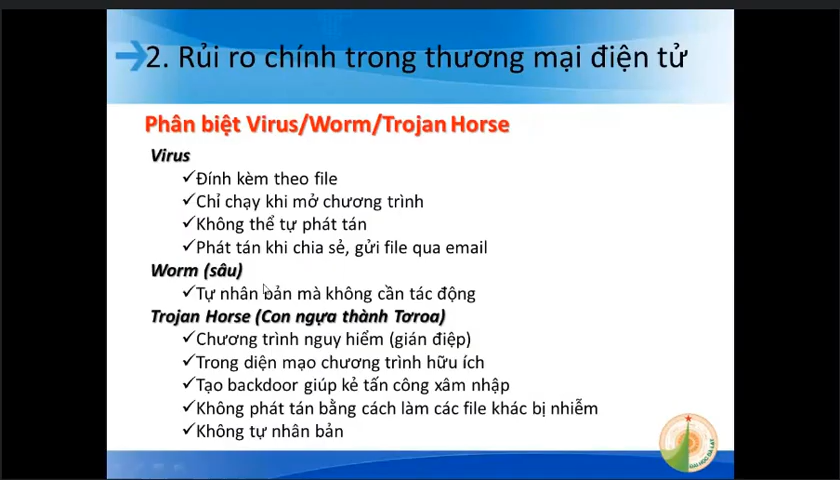 2. Rủi ro chính trong thương mại điện tử
Phân biệt Virus/Worm/Trojan Horse
Virus
✓Đính kèm theo file
✓Chỉ chạy khi mở chương trình
✓Không thể tự phát tán
✓Phát tán khi chia sẻ, gửi file qua email
Worm (sâu)
✓Tự nhân bản mà không cần tác động
Trojan Horse (Con ngựa thành Tơroa)
✓Chương trình nguy hiểm (gián điệp)
✓Trong diện mạo chương trình hữu ích
✓Tạo backdoor giúp kẻ tấn công xâm nhập
✓Không phát tán bằng cách làm các file khác bị nhiễm
✓Không tự nhân bản
ĐẠI HỌC ĐÀ LẠT